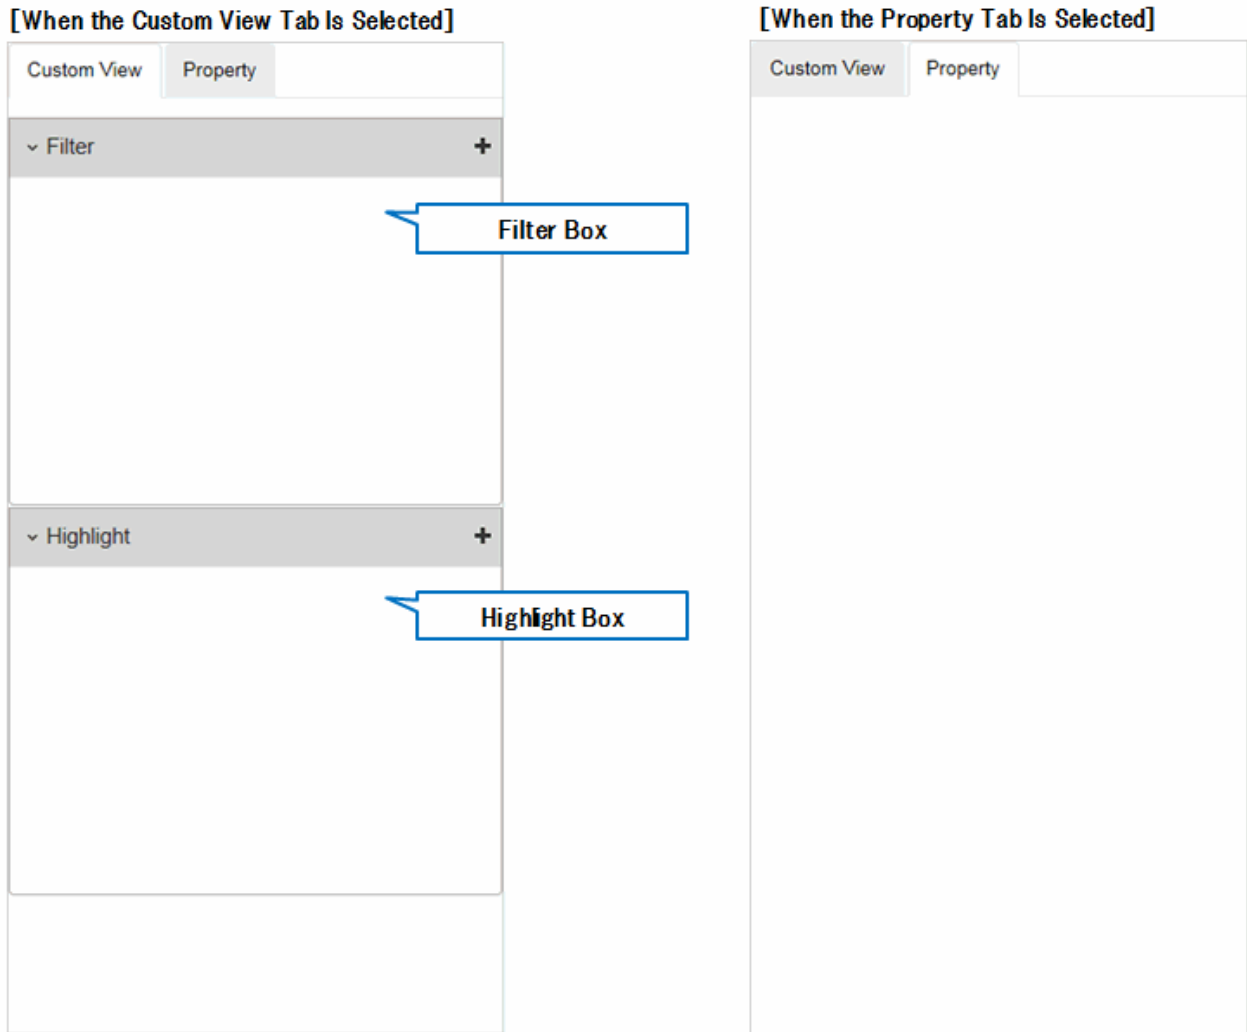 [When the Custom View Tab Is Selected]
Custom View Property
Filter
Filter Box
Highlight
Highlight Box
[When the Property Tab Is Selected]
Custom View Property